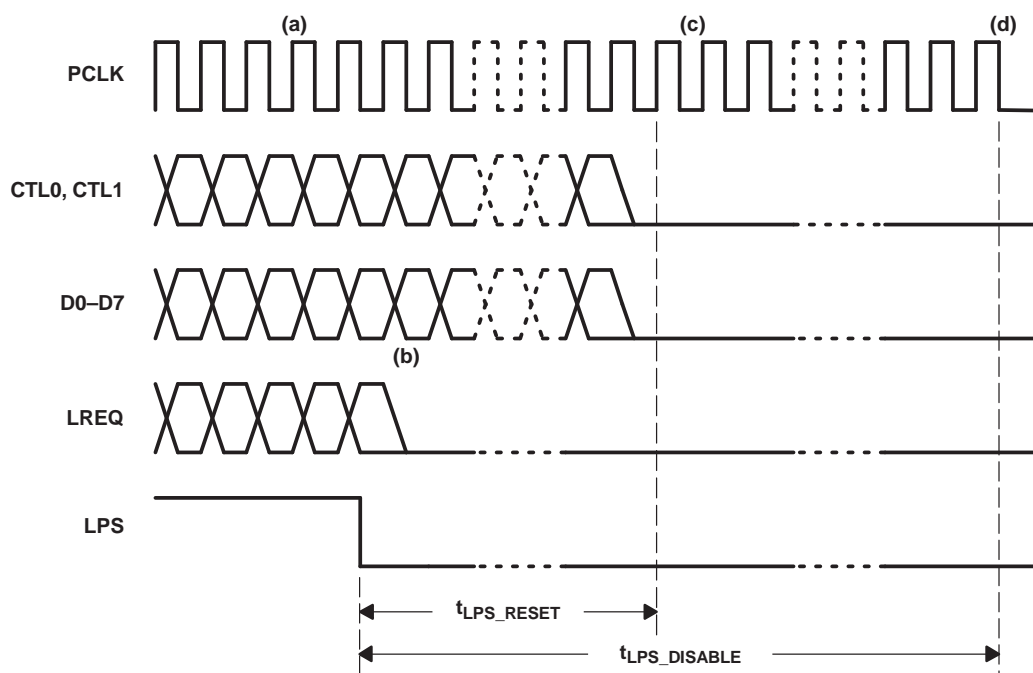 (a) (c) (d)
PCLK
CTL0, CTL1
D0–D7
(b)
LREQ
LPS
tLPS_RESET
tLPS_DISABLE